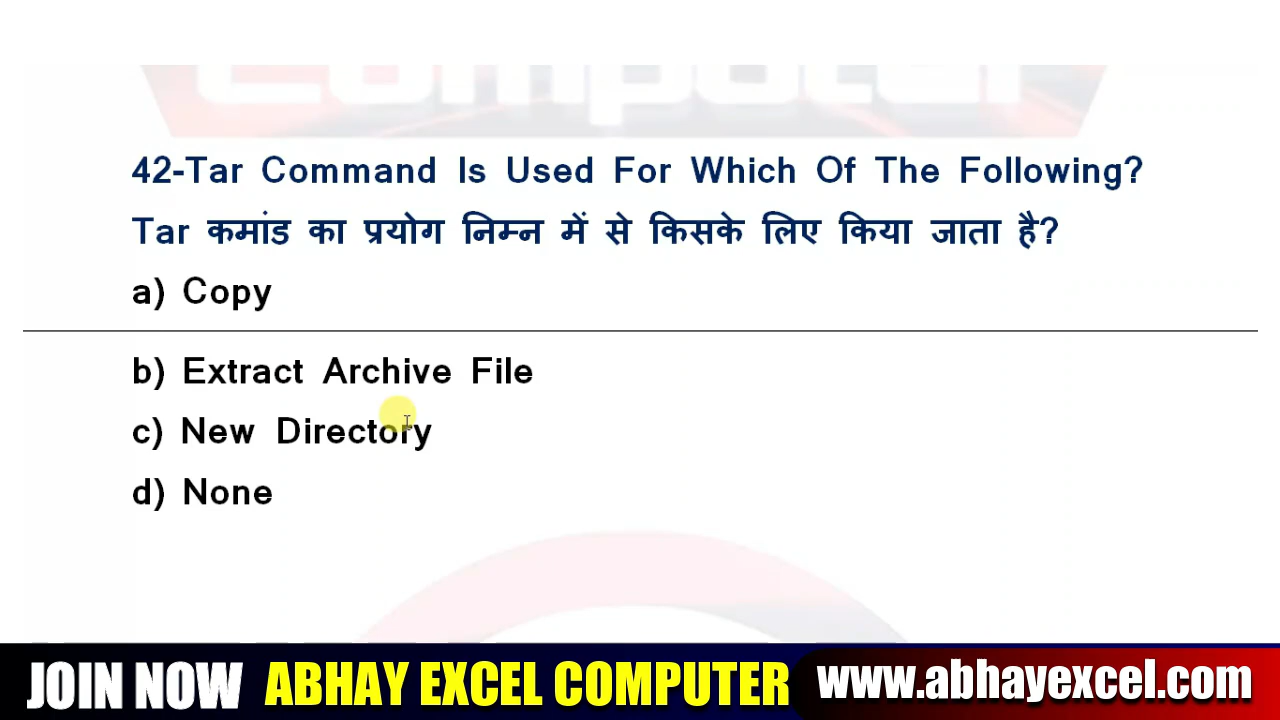 Computer
42-Tar Command Is Used For Which Of The Following?
Tar कमांड का प्रयोग निम्न में से किसके लिए किया जाता है?
a) Copy
b) Extract Archive File
c) New Directory
d) None
JOIN NOW ABHAY EXCEL COMPUTER www.abhayexcel.com